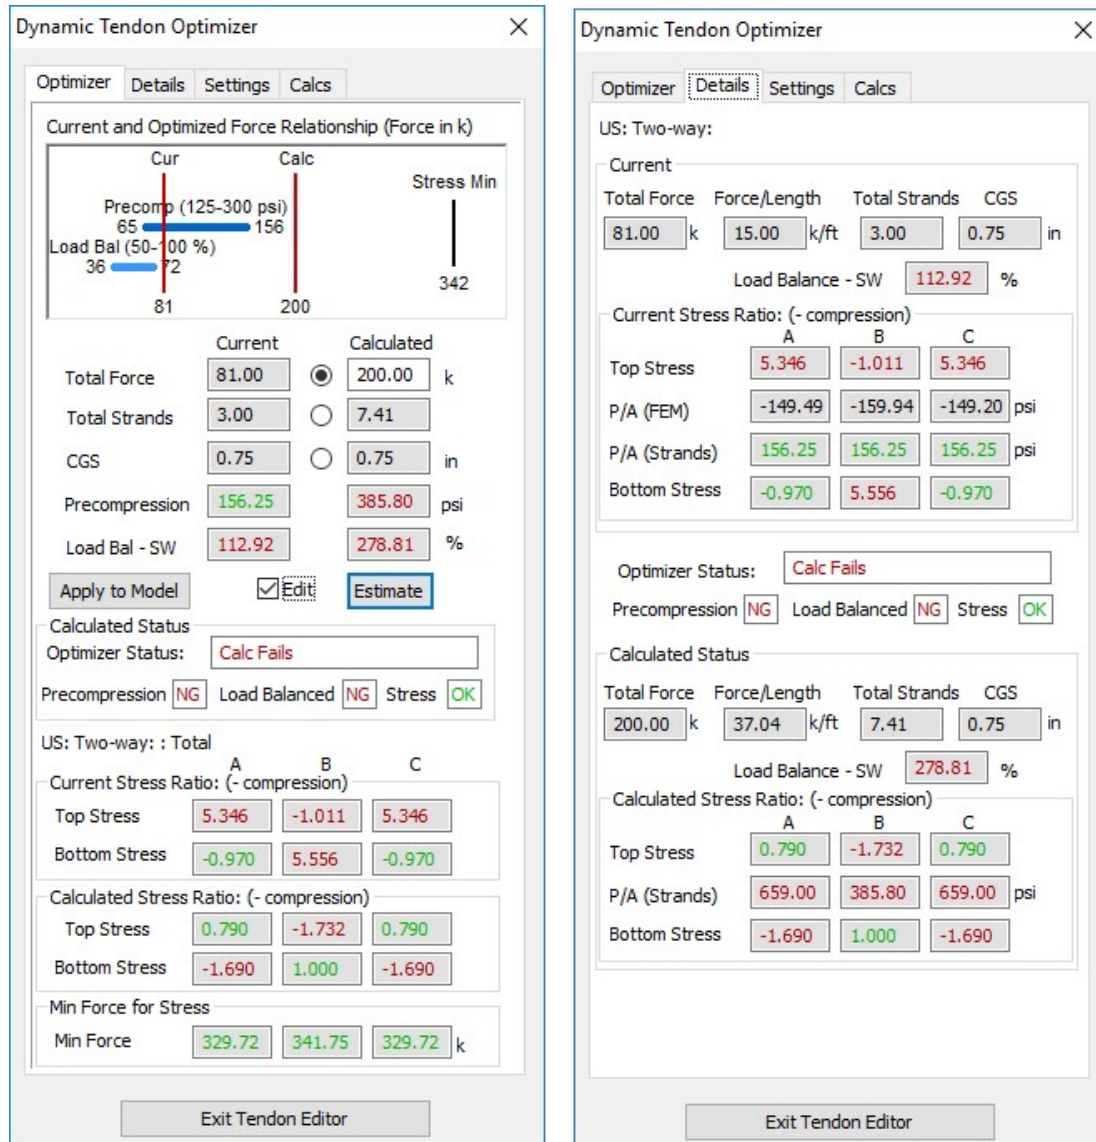 Dynamic Tendon Optimizer
Optimizer Details Settings Calcs
Current and Optimized Force Relationship (Force in k)
Cur Calc
Stress Min
Precomp (125-300 psi)
65 156
Load Bal (50-100 %)
36 72
342
81 200
Current Calculated
Total Force 81.00 200.00 k
Total Strands 3.00 7.41
CGS 0.75 0.75 in
Precompression 156.25 385.80 psi
Load Bal - SW 112.92 278.81 %
Apply to Model Edit Estimate
Calculated Status
Optimizer Status: Calc Fails
Precompression NG Load Balanced NG Stress OK
US: Two-way: : Total
A B C
Current Stress Ratio: (- compression)
Top Stress 5.346 -1.011 5.346
Bottom Stress -0.970 5.556 -0.970
Calculated Stress Ratio: (- compression)
Top Stress 0.790 -1.732 0.790
Bottom Stress -1.690 1.000 -1.690
Min Force for Stress
Min Force 329.72 341.75 329.72 k
Exit Tendon Editor
Dynamic Tendon Optimizer
Optimizer Details Settings Calcs
US: Two-way:
Current
Total Force Force/Length Total Strands CGS
81.00 k 15.00 k/ft 3.00 0.75 in
Load Balance - SW 112.92 %
Current Stress Ratio: (- compression)
A B C
Top Stress 5.346 -1.011 5.346
P/A (FEM) -149.49 -159.94 -149.20 psi
P/A (Strands) 156.25 156.25 156.25 psi
Bottom Stress -0.970 5.556 -0.970
Optimizer Status: Calc Fails
Precompression NG Load Balanced NG Stress OK
Calculated Status
Total Force Force/Length Total Strands CGS
200.00 k 37.04 k/ft 7.41 0.75 in
Load Balance - SW 278.81 %
Calculated Stress Ratio: (- compression)
A B C
Top Stress 0.790 -1.732 0.790
P/A (Strands) 659.00 385.80 659.00 psi
Bottom Stress -1.690 1.000 -1.690
Exit Tendon Editor